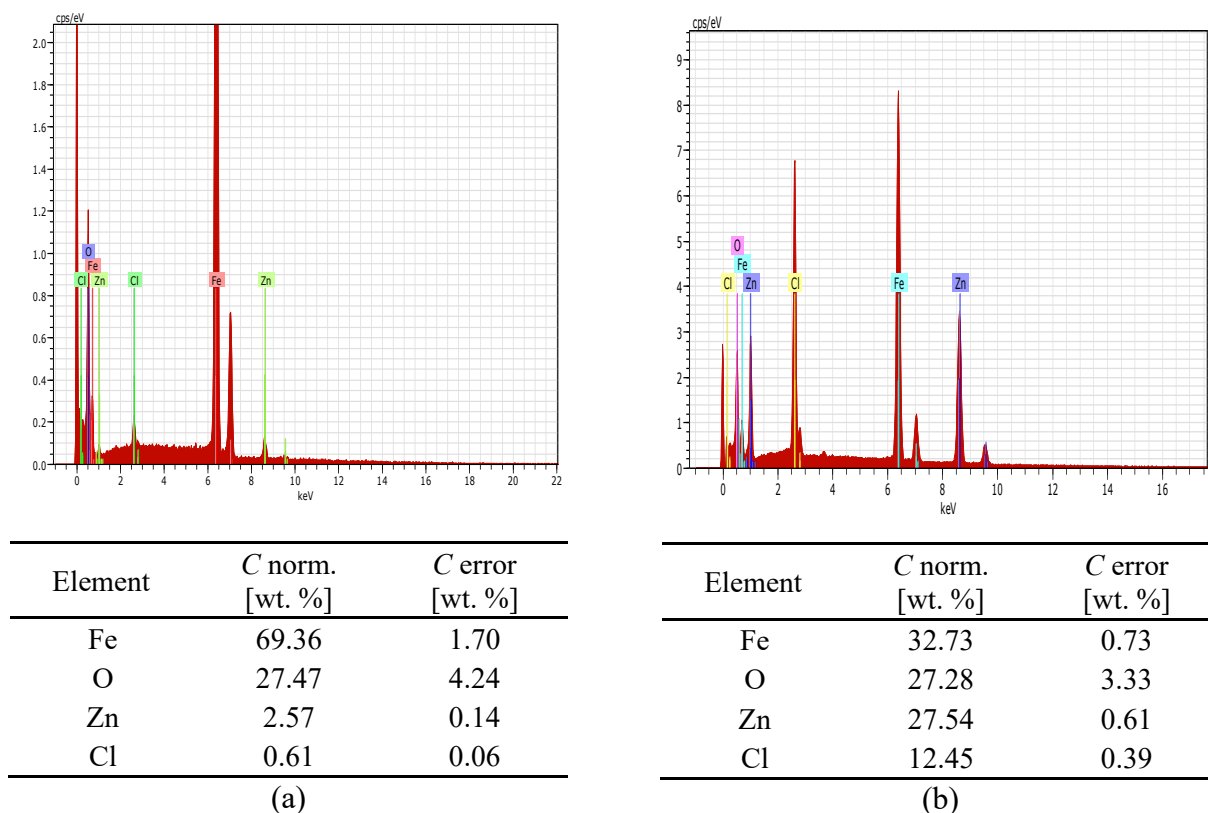 cps/eV
2.0
1.8
1.6
1.4
1.2
1.0
0.8
0.6
0.4
0.2
0.0
O
Fe
Cl Zn Cl Fe Zn
0 2 4 6 8 10 12 14 16 18 20 22
keV
Element C norm. [wt. %] C error [wt. %]
Fe 69.36 1.70
O 27.47 4.24
Zn 2.57 0.14
Cl 0.61 0.06
(a)
cps/eV
9
8
7
6
5
4
3
2
1
0
O
Fe
Cl Zn Cl Fe Zn
0 2 4 6 8 10 12 14 16
keV
Element C norm. [wt. %] C error [wt. %]
Fe 32.73 0.73
O 27.28 3.33
Zn 27.54 0.61
Cl 12.45 0.39
(b)